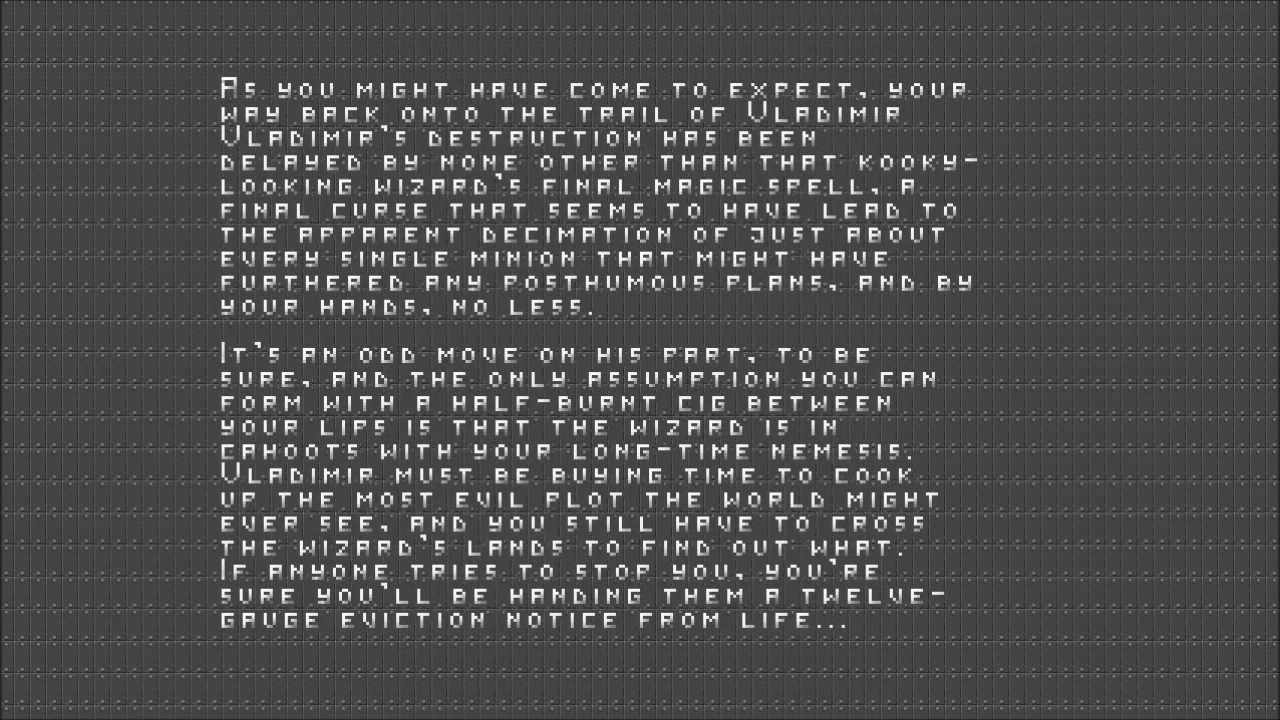 As you might have come to expect, your
way back onto the trail of Vladimir
Vladimir's destruction has been
delayed by none other than that kooky-
looking wizard's final magic spell, a
final curse that seems to have lead to
the apparent decimation of just about
every single minion that might have
furthered any posthumous plans, and by
your hands, no less.
It's an odd move on his part, to be
sure, and the only assumption you can
form with a half-burnt cig between
your lips is that the wizard is in
cahoots with your long-time nemesis.
Vladimir must be buying time to cook
up the most evil plot the world might
ever see, and you still have to cross
the wizard's lands to find out what.
If anyone tries to stop you, you're
sure you'll be handing them a twelve-
gauge eviction notice from life...